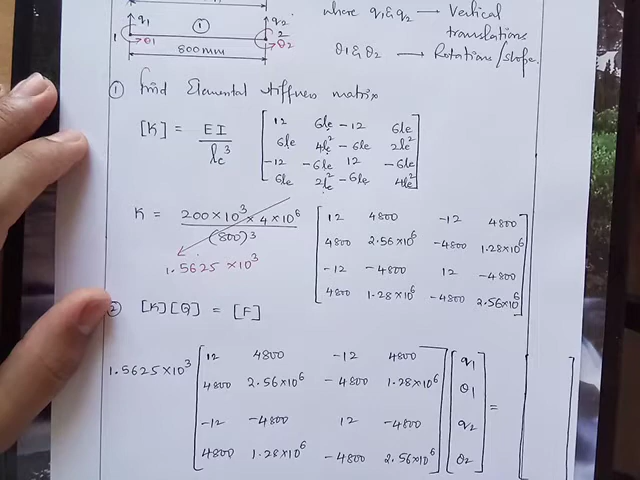 q1 ① q2
1 θ1 2 θ2
800mm
where q1 & q2 → Vertical
translations
θ1 & θ2 → Rotations/slope.
① find Elemental stiffness matrix
[K] = EI / le³ [ 12 6le -12 6le
6le 4le² -6le 2le²
-12 -6le 12 -6le
6le 2le² -6le 4le² ]
K = 200×10³ × 4×10⁶ / (800)³ [ 12 4800 -12 4800
4800 2.56×10⁶ -4800 1.28×10⁶
-12 -4800 12 -4800
4800 1.28×10⁶ -4800 2.56×10⁶ ]
1.5625 ×10³
② [K][Q] = [F]
1.5625×10³ [ 12 4800 -12 4800 ] [ q1 ] = [ ]
4800 2.56×10⁶ -4800 1.28×10⁶ θ1
-12 -4800 12 -4800 q2
4800 1.28×10⁶ -4800 2.56×10⁶ θ2